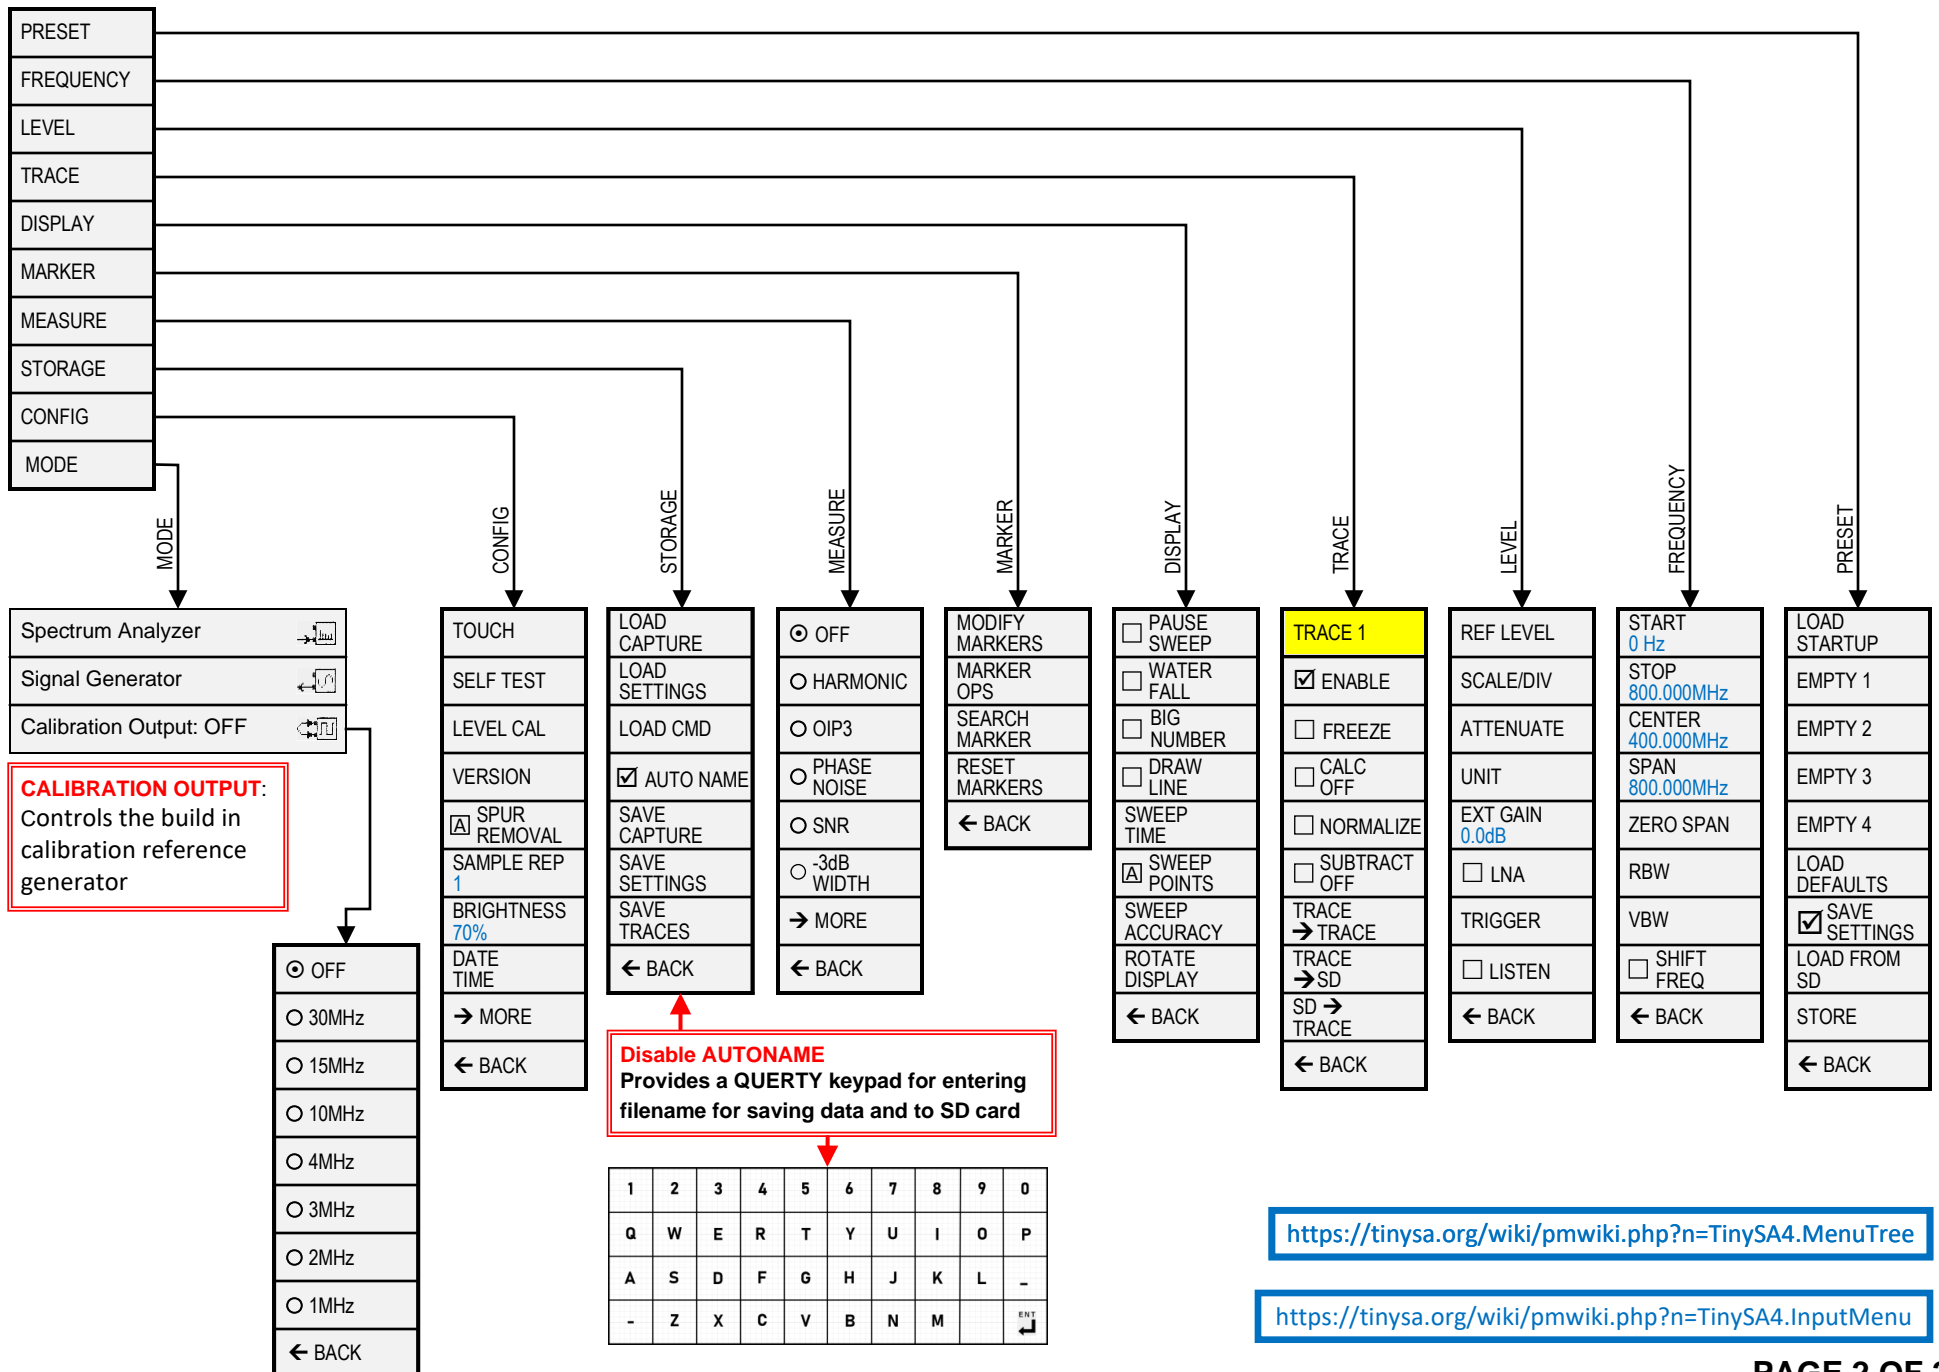 PRESET
FREQUENCY
LEVEL
TRACE
DISPLAY
MARKER
MEASURE
STORAGE
CONFIG
MODE
MODE
CONFIG
STORAGE
MEASURE
MARKER
DISPLAY
TRACE
LEVEL
FREQUENCY
PRESET
Spectrum Analyzer
Signal Generator
Calibration Output: OFF
CALIBRATION OUTPUT:
Controls the build in
calibration reference
generator
OFF
30MHz
15MHz
10MHz
4MHz
3MHz
2MHz
1MHz
← BACK
TOUCH
SELF TEST
LEVEL CAL
VERSION
A SPUR
REMOVAL
SAMPLE REP
1
BRIGHTNESS
70%
DATE
TIME
→ MORE
← BACK
LOAD
CAPTURE
LOAD
SETTINGS
LOAD CMD
AUTO NAME
SAVE
CAPTURE
SAVE
SETTINGS
SAVE
TRACES
← BACK
OFF
HARMONIC
OIP3
PHASE
NOISE
SNR
-3dB
WIDTH
→ MORE
← BACK
MODIFY
MARKERS
MARKER
OPS
SEARCH
MARKER
RESET
MARKERS
← BACK
PAUSE
SWEEP
WATER
FALL
BIG
NUMBER
DRAW
LINE
SWEEP
TIME
A SWEEP
POINTS
SWEEP
ACCURACY
ROTATE
DISPLAY
← BACK
TRACE 1
ENABLE
FREEZE
CALC
OFF
NORMALIZE
SUBTRACT
OFF
TRACE
→ TRACE
TRACE
→ SD
SD →
TRACE
← BACK
REF LEVEL
SCALE/DIV
ATTENUATE
UNIT
EXT GAIN
0.0dB
LNA
TRIGGER
LISTEN
← BACK
START
0 Hz
STOP
800.000MHz
CENTER
400.000MHz
SPAN
800.000MHz
ZERO SPAN
RBW
VBW
SHIFT
FREQ
← BACK
LOAD
STARTUP
EMPTY 1
EMPTY 2
EMPTY 3
EMPTY 4
LOAD
DEFAULTS
SAVE
SETTINGS
LOAD FROM
SD
STORE
← BACK
Disable AUTONAME
Provides a QUERTY keypad for entering
filename for saving data and to SD card
1 2 3 4 5 6 7 8 9 0
Q W E R T Y U I O P
A S D F G H J K L _
- Z X C V B N M ENT
https://tinysa.org/wiki/pmwiki.php?n=TinySA4.MenuTree
https://tinysa.org/wiki/pmwiki.php?n=TinySA4.InputMenu
PAGE 2 OF